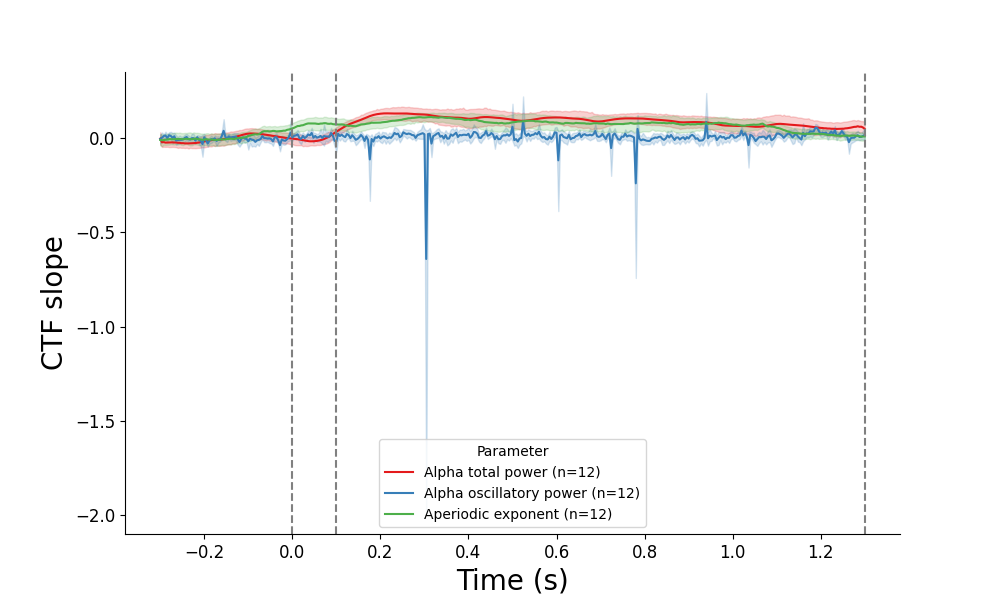 0.0
−0.5
−1.0
−1.5
−2.0
CTF slope
Parameter
Alpha total power (n=12)
Alpha oscillatory power (n=12)
Aperiodic exponent (n=12)
−0.2 0.0 0.2 0.4 0.6 0.8 1.0 1.2
Time (s)